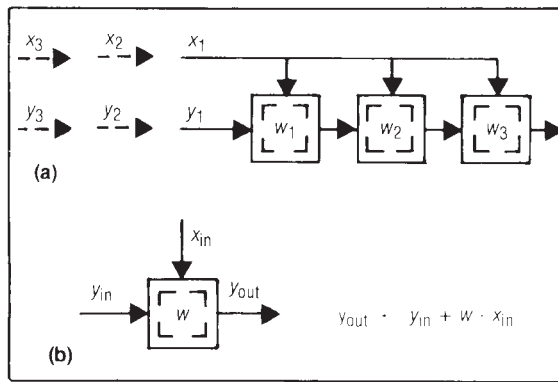 x3 x2 x1
y3 y2 y1 w1 w2 w3
(a)
xin
yin w yout
yout · yin + w · xin
(b)